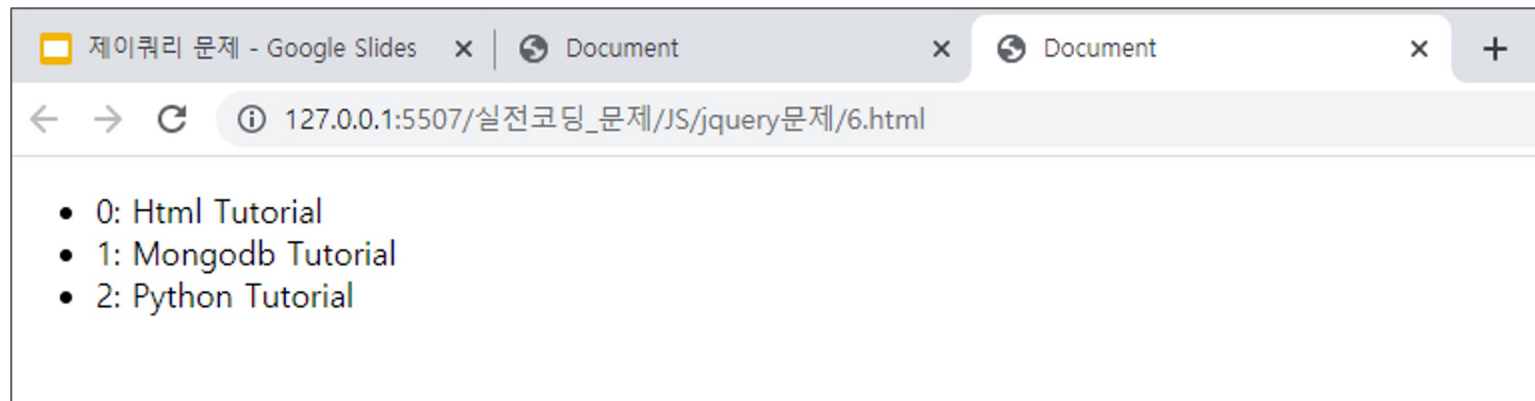 제이쿼리 문제 - Google Slides
Document
Document
127.0.0.1:5507/실전코딩_문제/JS/jquery문제/6.html
0: Html Tutorial
1: Mongodb Tutorial
2: Python Tutorial